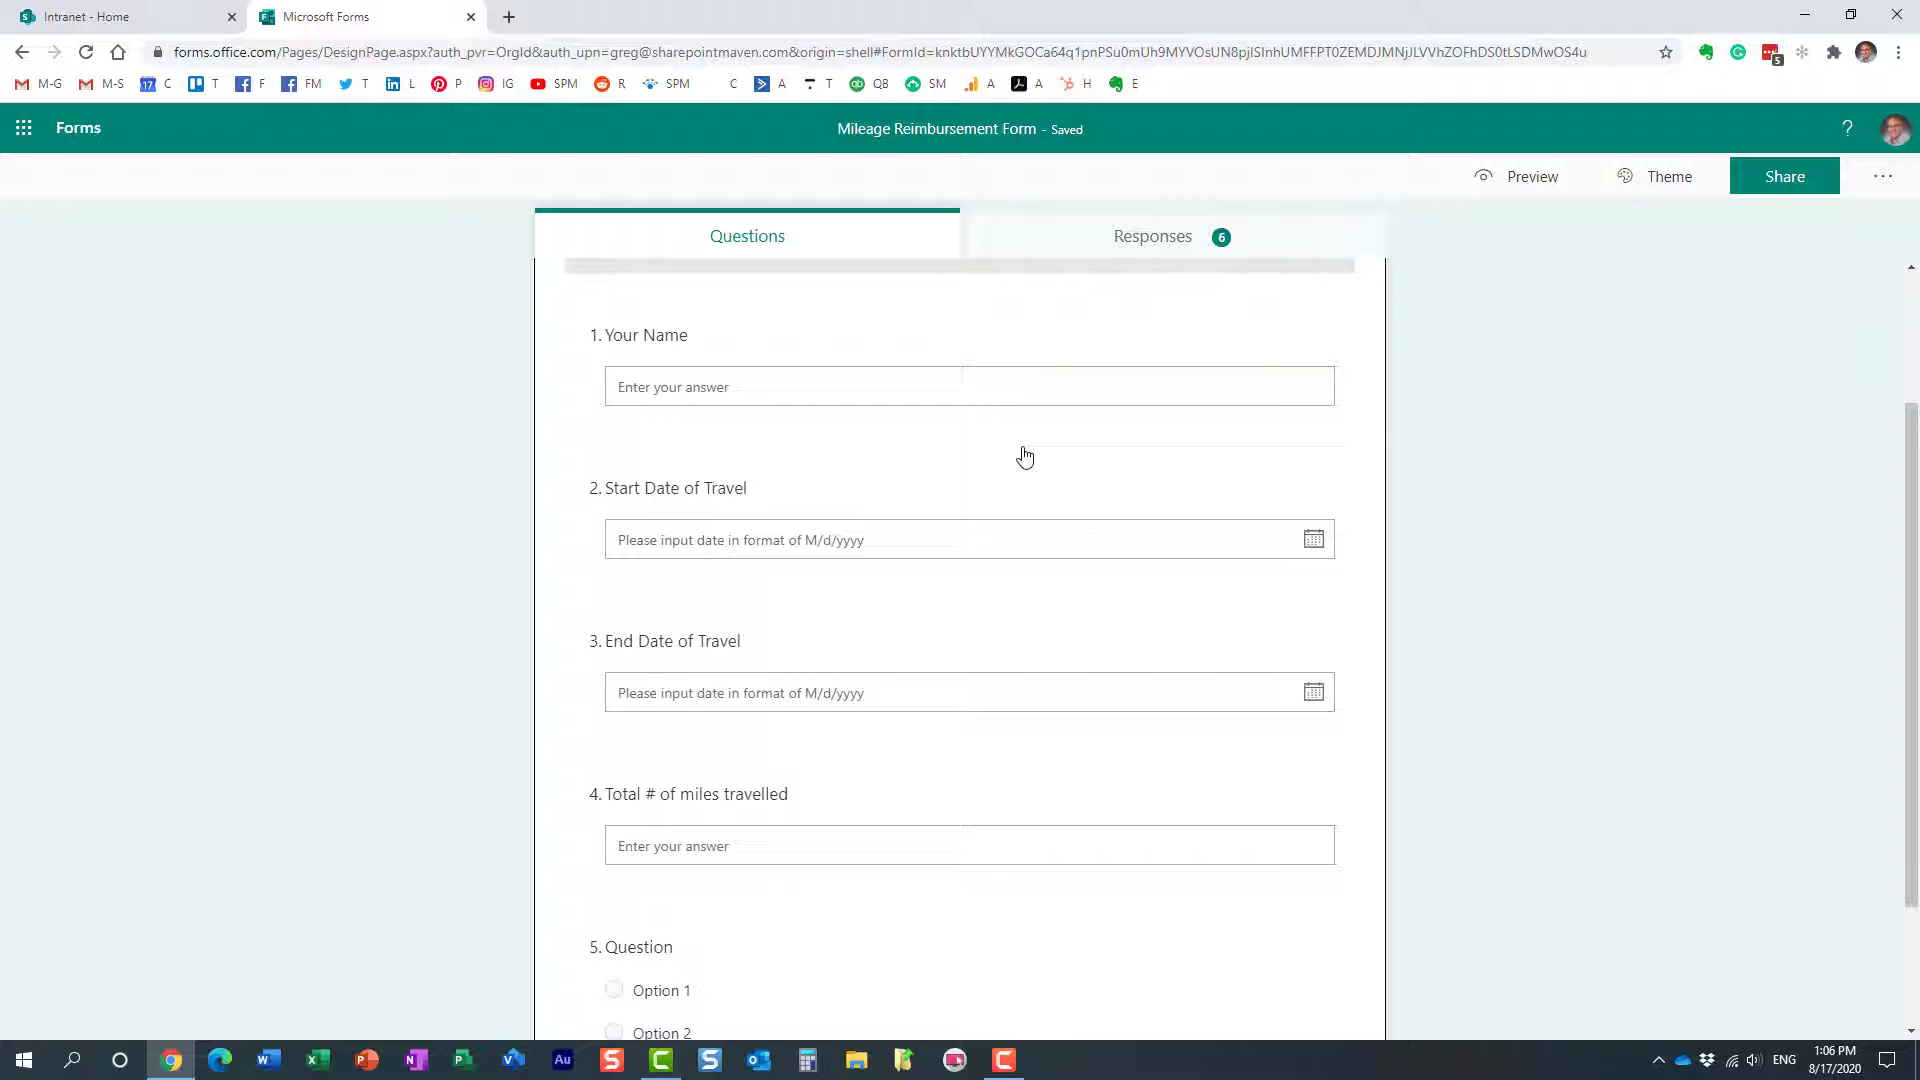 Intranet - Home
Microsoft Forms
forms.office.com/Pages/DesignPage.aspx?auth_pvr=OrgId&auth_upn=greg@sharepointmaven.com&origin=shell#FormId=knktbUYYMkGOCa64q1pnPSu0mUh9MYVOsUN8pjISInhUMFFPT0ZEMDJMNjJLVVhZOFhDS0tLSDMwOS4u
5
M-G
M-S
17 C
T
F
FM
T
L
P
IG
SPM
R
SPM
C
A
T
QB
SM
A
A
H
E
Forms
Mileage Reimbursement Form - Saved
?
Preview
Theme
Share
...
Questions
Responses 6
1. Your Name
Enter your answer
2. Start Date of Travel
Please input date in format of M/d/yyyy
3. End Date of Travel
Please input date in format of M/d/yyyy
4. Total # of miles travelled
Enter your answer
5. Question
Option 1
Option 2
ENG
1:06 PM
8/17/2020